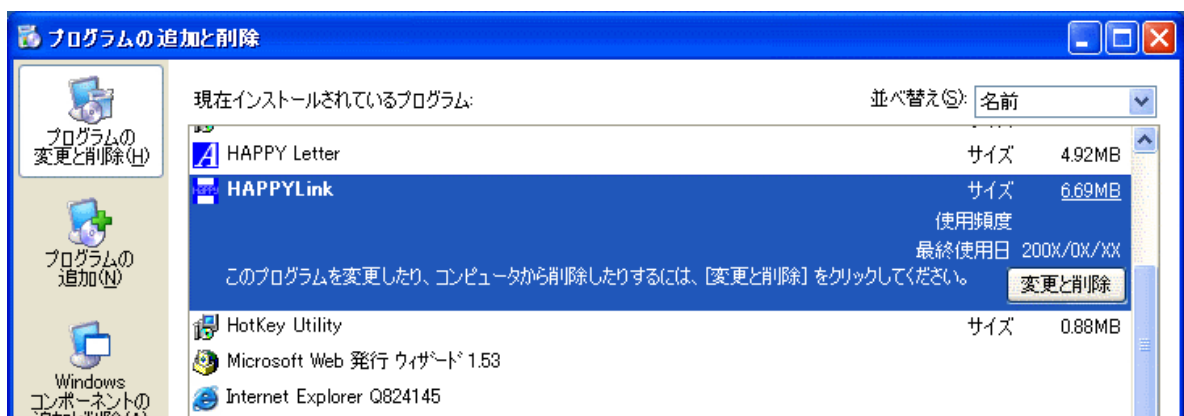 プログラムの追加と削除
プログラムの
変更と削除(H)
プログラムの
追加(N)
Windows
コンポーネントの
現在インストールされているプログラム:
並べ替え(S): 名前
HAPPY Letter サイズ 4.92MB
HAPPYLink サイズ 6.69MB
使用頻度
最終使用日 200X/0X/XX
このプログラムを変更したり、コンピュータから削除したりするには、[変更と削除] をクリックしてください。 変更と削除
HotKey Utility サイズ 0.88MB
Microsoft Web 発行 ウィザード 1.53
Internet Explorer Q824145